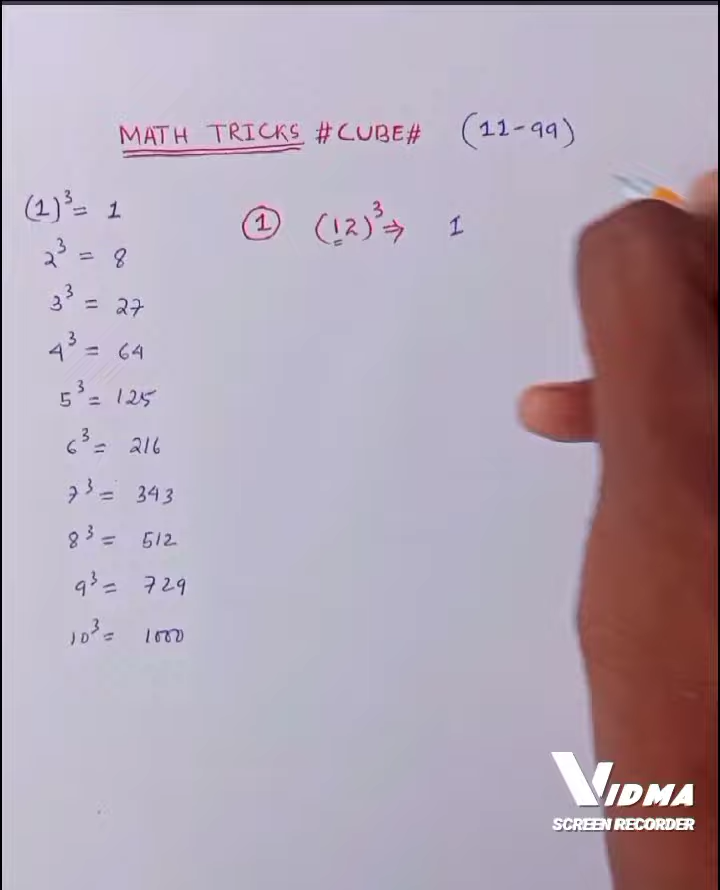 MATH TRICKS #CUBE# (11-99)
(1)³= 1
2³ = 8
3³ = 27
4³ = 64
5³ = 125
6³ = 216
7³ = 343
8³ = 512
9³ = 729
10³ = 1000
① (12)³⇒ 1
VIDMA
SCREEN RECORDER